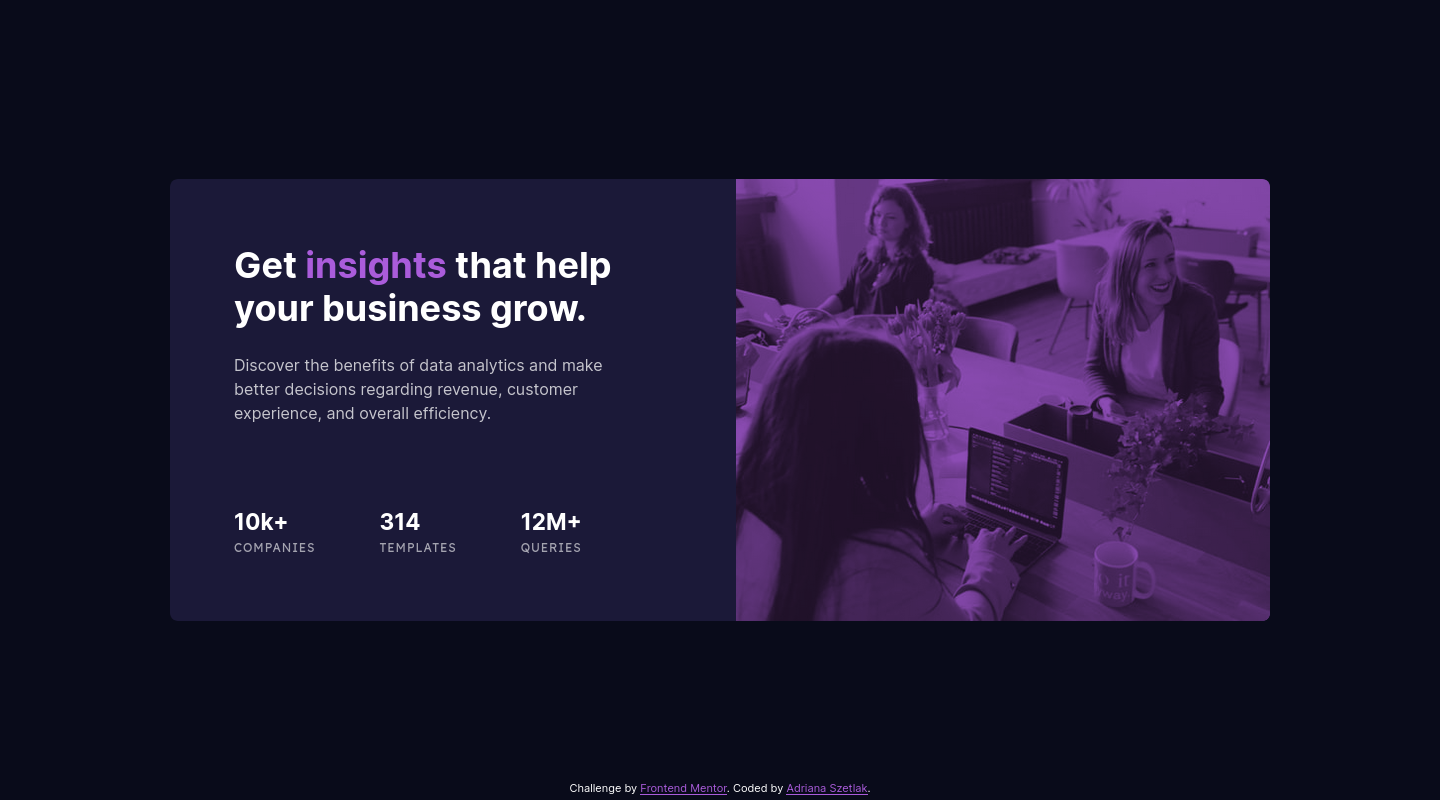 Get insights that help
your business grow.
Discover the benefits of data analytics and make
better decisions regarding revenue, customer
experience, and overall efficiency.
10k+
COMPANIES
314
TEMPLATES
12M+
QUERIES
Challenge by Frontend Mentor. Coded by Adriana Szetlak.